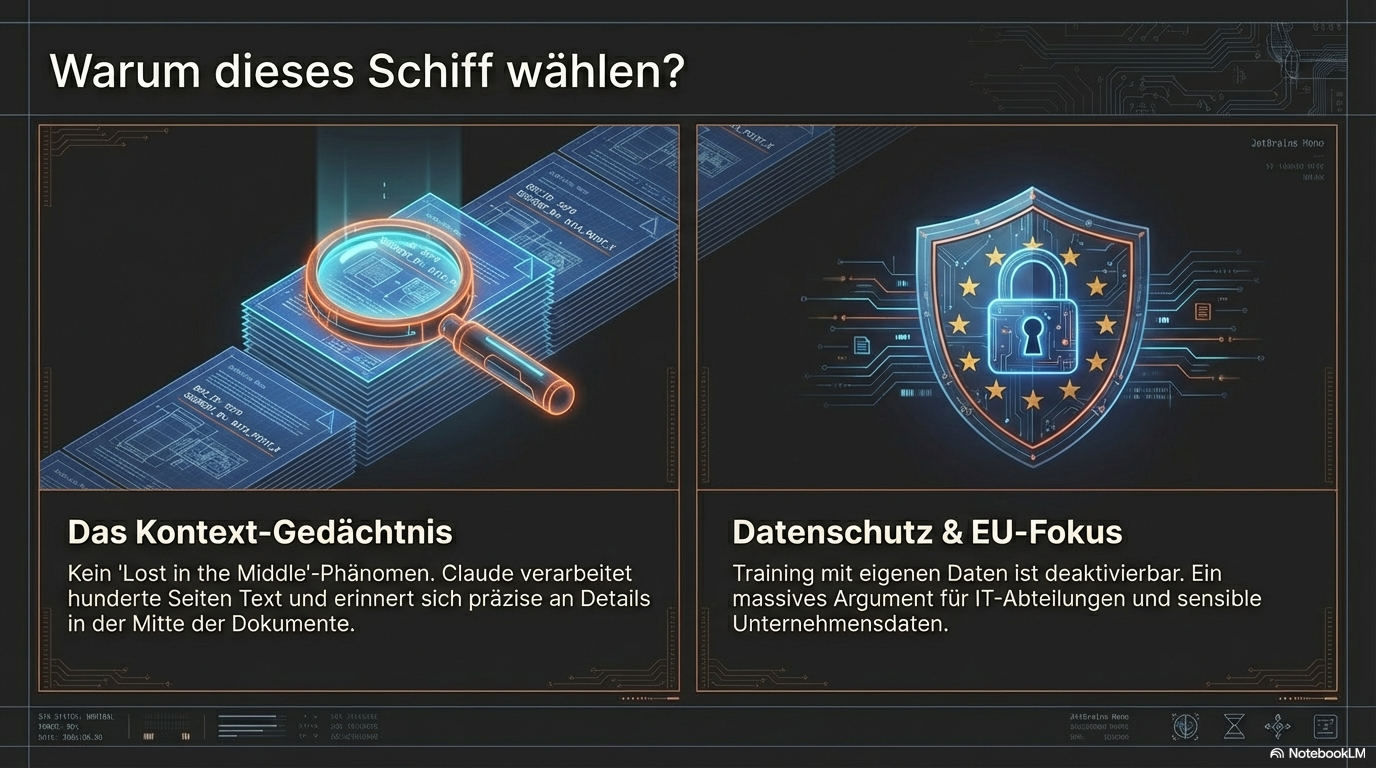 Warum dieses Schiff wählen?
JetBrains Mono
Das Kontext-Gedächtnis
Kein 'Lost in the Middle'-Phänomen. Claude verarbeitet
hunderte Seiten Text und erinnert sich präzise an Details
in der Mitte der Dokumente.
Datenschutz & EU-Fokus
Training mit eigenen Daten ist deaktivierbar. Ein
massives Argument für IT-Abteilungen und sensible
Unternehmensdaten.
JetBrains Mono
NotebookLM